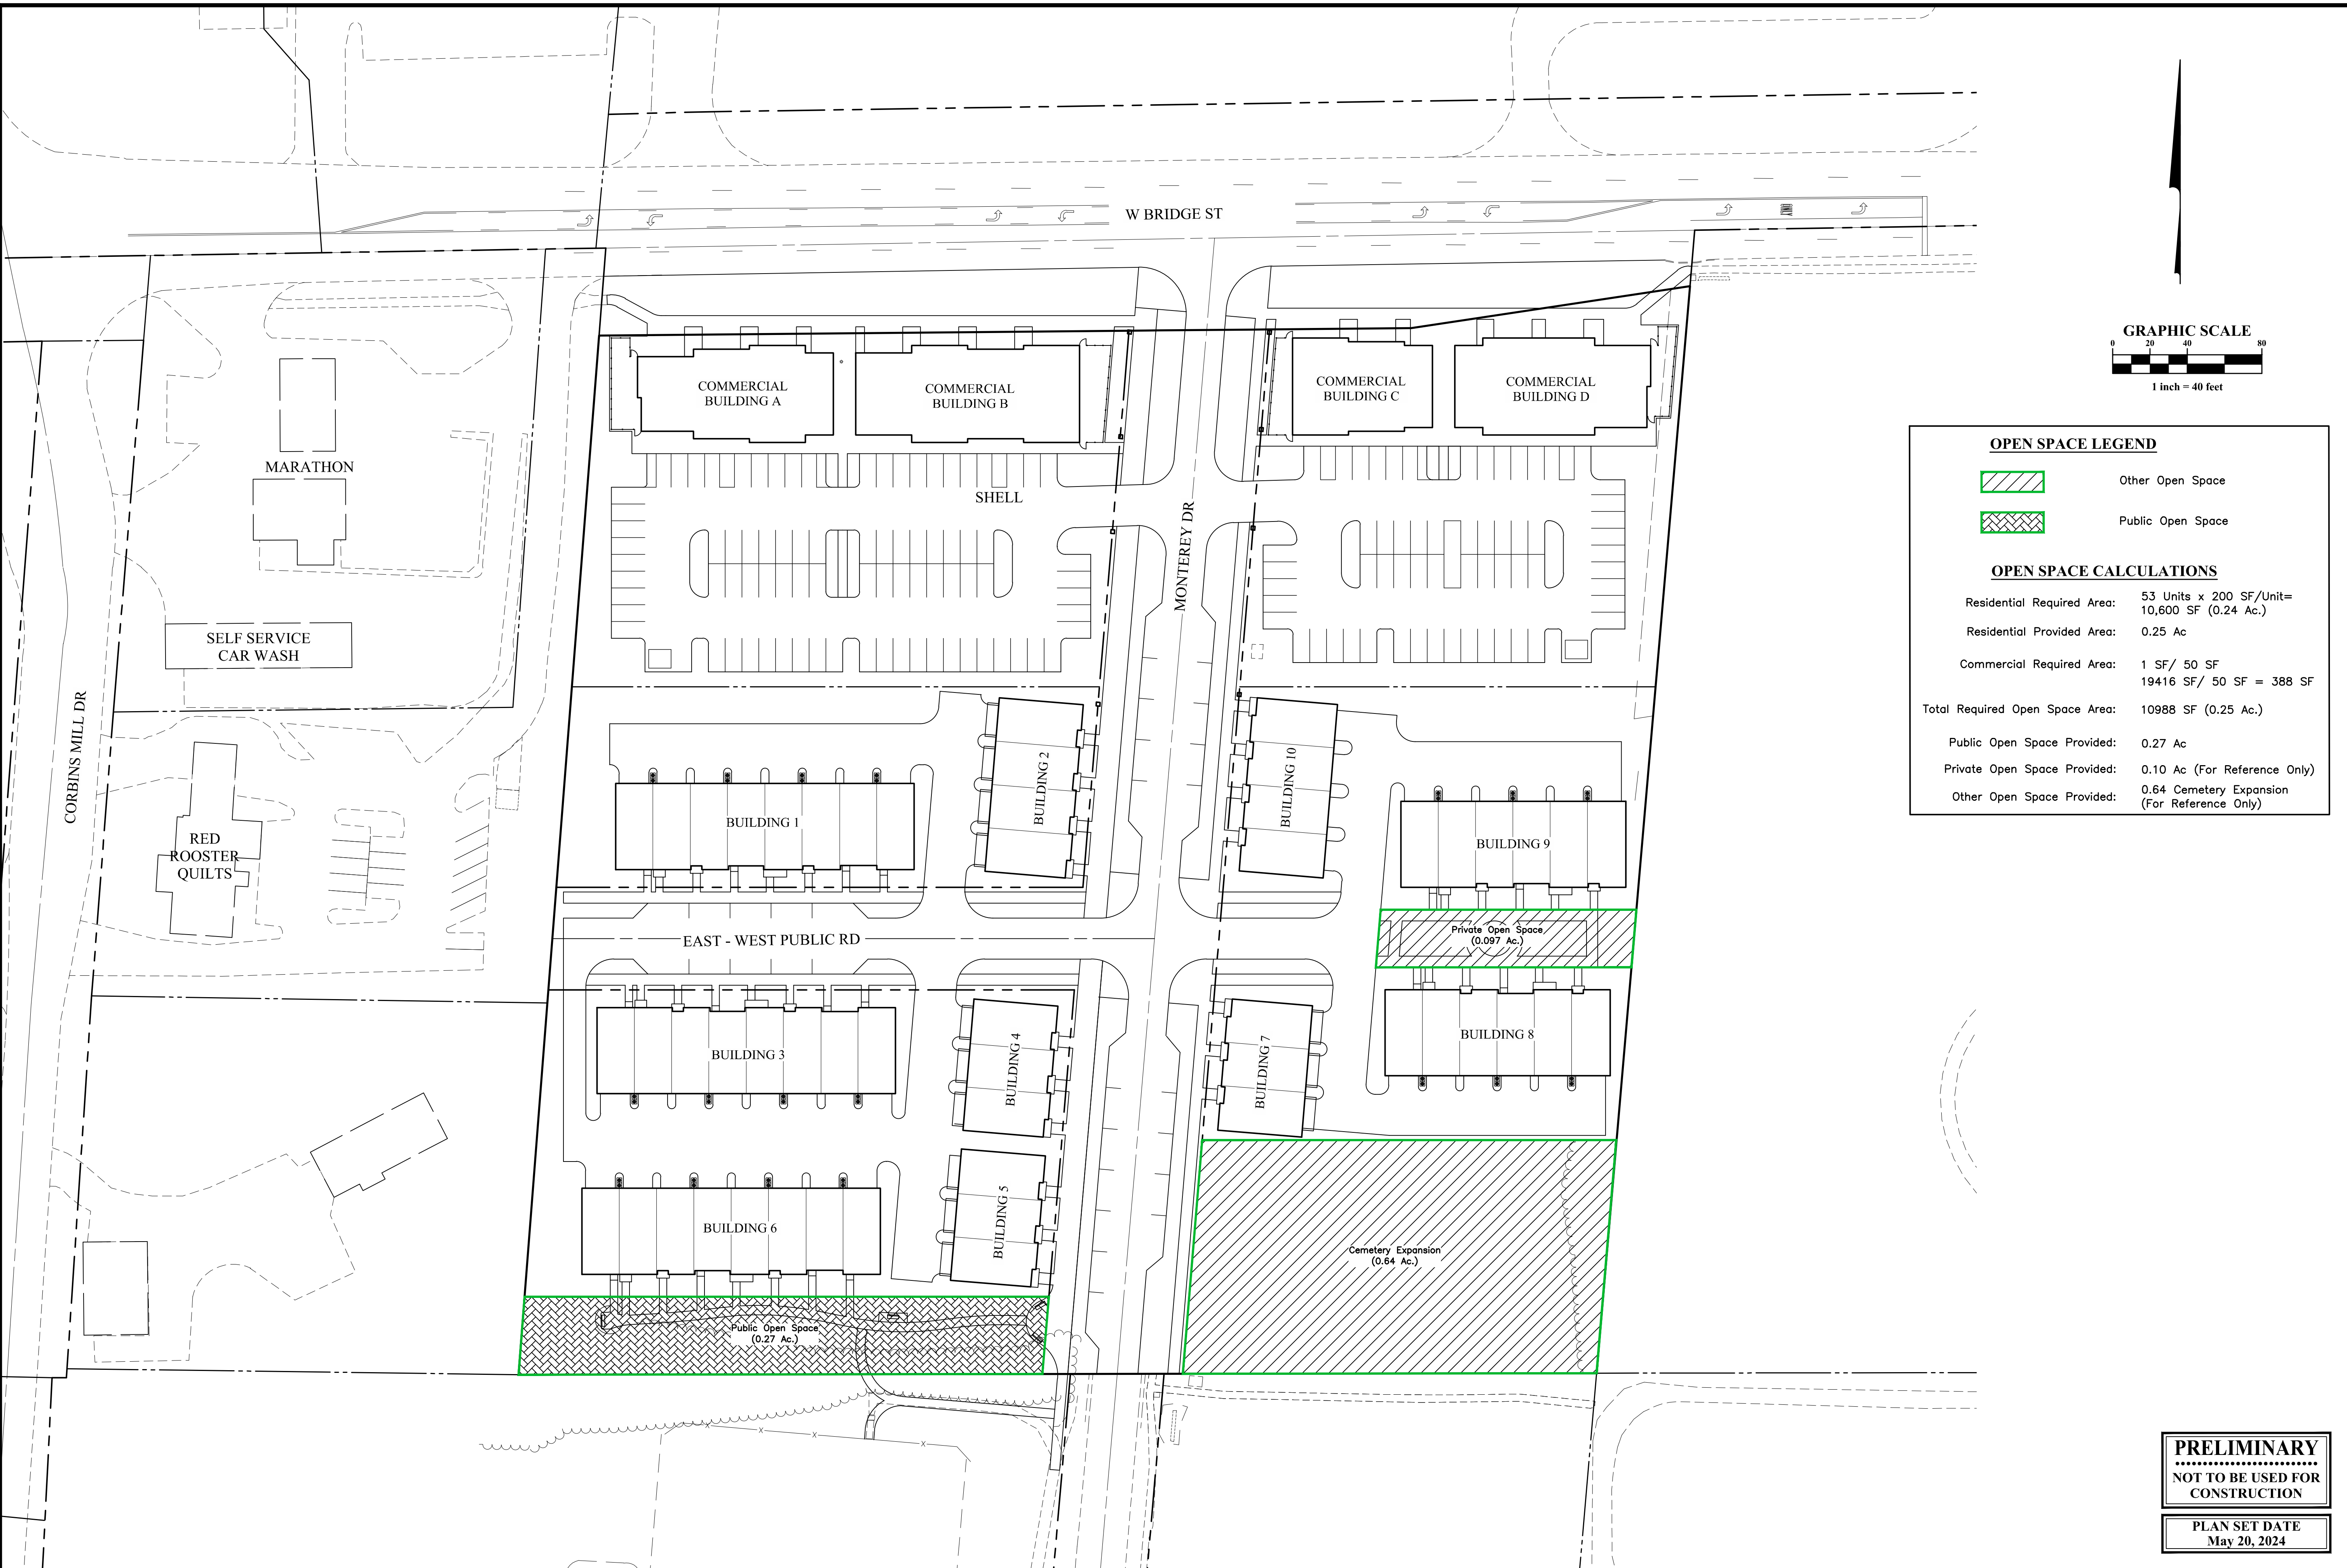 W BRIDGE ST
GRAPHIC SCALE
0 20 40 80
1 inch = 40 feet
COMMERCIAL
BUILDING A
COMMERCIAL
BUILDING B
COMMERCIAL
BUILDING C
COMMERCIAL
BUILDING D
OPEN SPACE LEGEND
Other Open Space
Public Open Space
OPEN SPACE CALCULATIONS
Residential Required Area: 53 Units x 200 SF/Unit=
10,600 SF (0.24 Ac.)
Residential Provided Area: 0.25 Ac
Commercial Required Area: 1 SF/ 50 SF
19416 SF/ 50 SF = 388 SF
Total Required Open Space Area: 10988 SF (0.25 Ac.)
Public Open Space Provided: 0.27 Ac
Private Open Space Provided: 0.10 Ac (For Reference Only)
Other Open Space Provided: 0.64 Cemetery Expansion
(For Reference Only)
MARATHON
SHELL
MONTEREY DR
SELF SERVICE
CAR WASH
CORBINS MILL DR
RED
ROOSTER
QUILTS
BUILDING 1
BUILDING 2
BUILDING 10
BUILDING 9
EAST - WEST PUBLIC RD
Private Open Space
(0.097 Ac.)
BUILDING 3
BUILDING 4
BUILDING 7
BUILDING 8
BUILDING 6
BUILDING 5
Cemetery Expansion
(0.64 Ac.)
Public Open Space
(0.27 Ac.)
X X X X
PRELIMINARY
NOT TO BE USED FOR
CONSTRUCTION
PLAN SET DATE
May 20, 2024